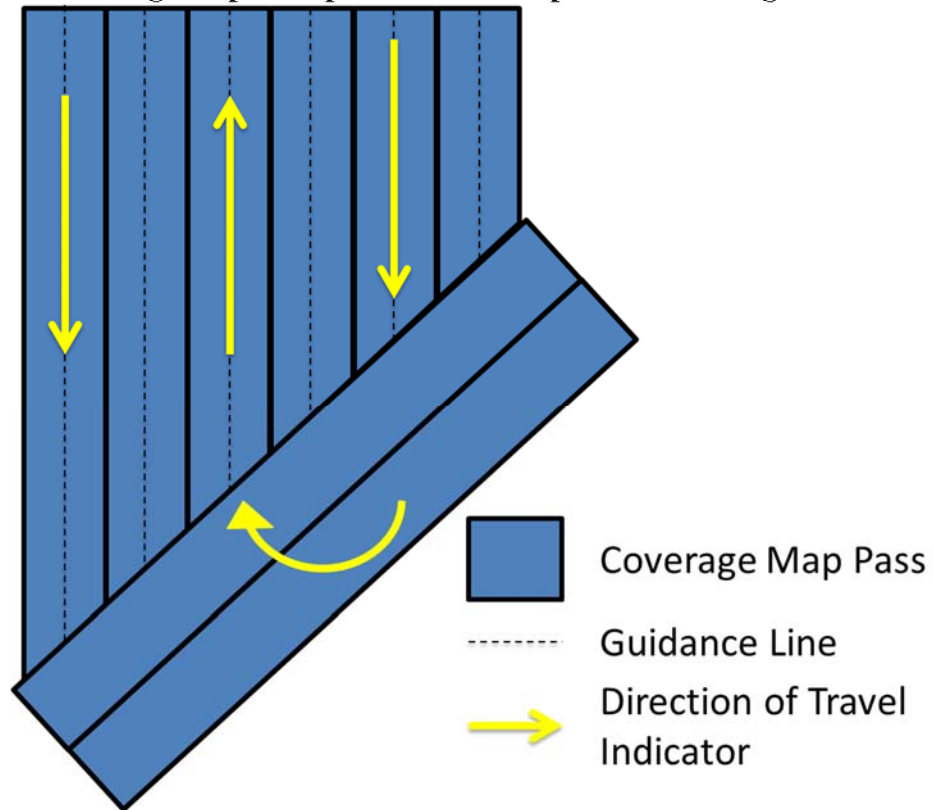 Coverage Map Pass
Guidance Line
Direction of Travel
Indicator